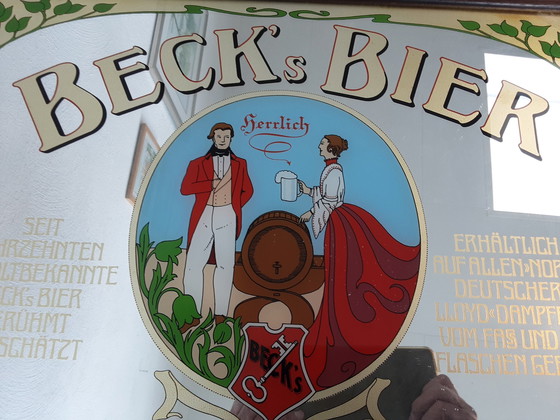 BECK's BIER
Herrlich
SEIT
HRZEHNTEN
ALTBEKANNTE
CK's BIER
RÜHMT
SCHÄTZT
ERHÄLTLICH
AUF ALLEN »NOR
DEUTSCHER
LLOYD« DAMPF
VOM FASS UND
FLASCHEN GE
BECK's